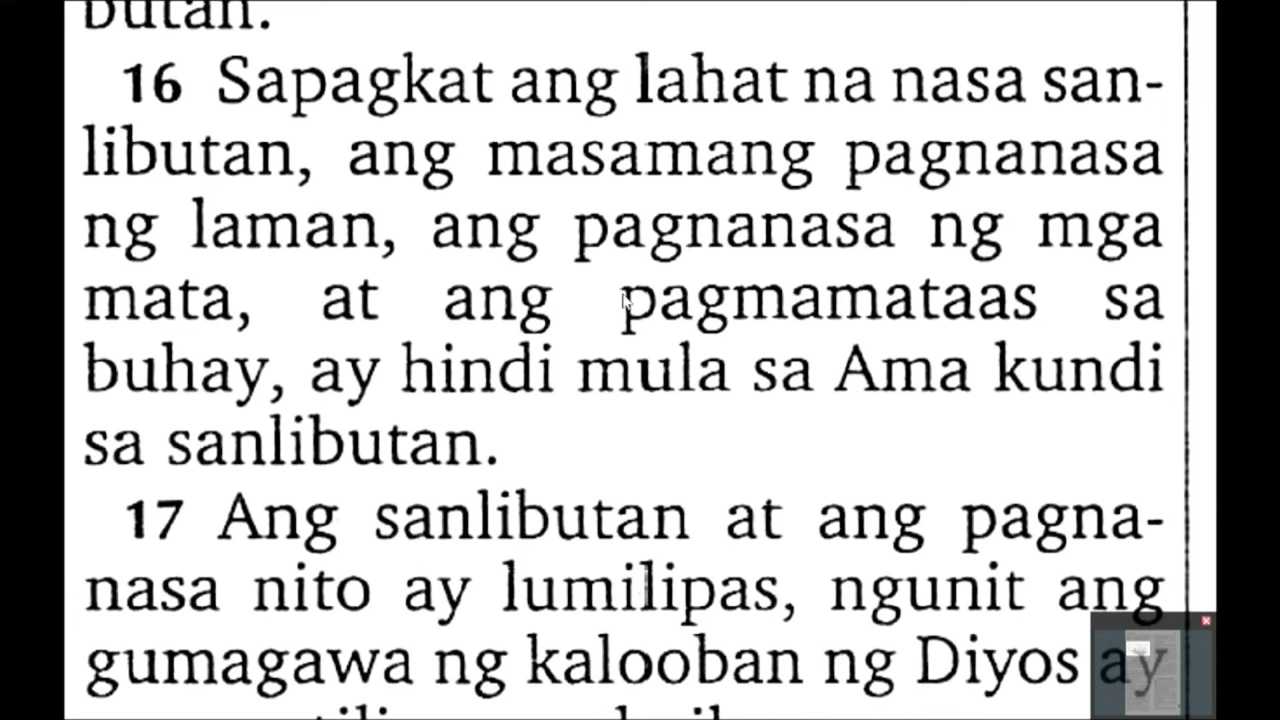 butan.
16 Sapagkat ang lahat na nasa san-
libutan, ang masamang pagnanasa
ng laman, ang pagnanasa ng mga
mata, at ang pagmamataas sa
buhay, ay hindi mula sa Ama kundi
sa sanlibutan.
17 Ang sanlibutan at ang pagna-
nasa nito ay lumilipas, ngunit ang
gumagawa ng kalooban ng Diyos ay